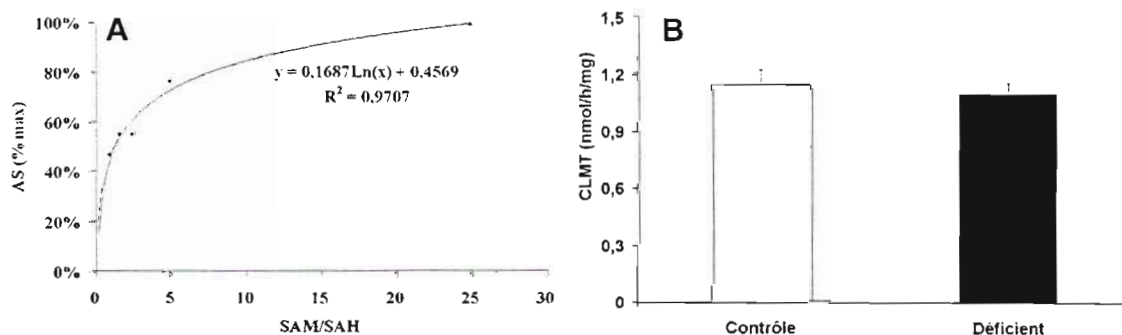 A
100%
80%
60%
40%
20%
0%
AS (% max)
y = 0,1687Ln(x) + 0,4569
R² = 0,9707
0 5 10 15 20 25 30
SAM/SAH
B
1,5
1,2
0,9
0,6
0,3
0
CLMT (nmol/h/mg)
Contrôle Déficient